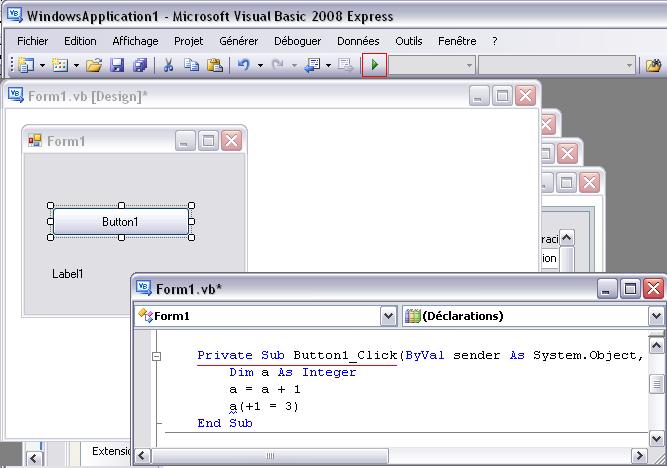 WindowsApplication1 - Microsoft Visual Basic 2008 Express
Fichier Edition Affichage Projet Générer Déboguer Données Outils Fenêtre ?
Form1.vb [Design]*
Form1
Button1
Label1
raci
ion
Form1.vb*
Form1 (Déclarations)
Private Sub Button1_Click(ByVal sender As System.Object,
Dim a As Integer
a = a + 1
a(+1 = 3)
End Sub
Extension